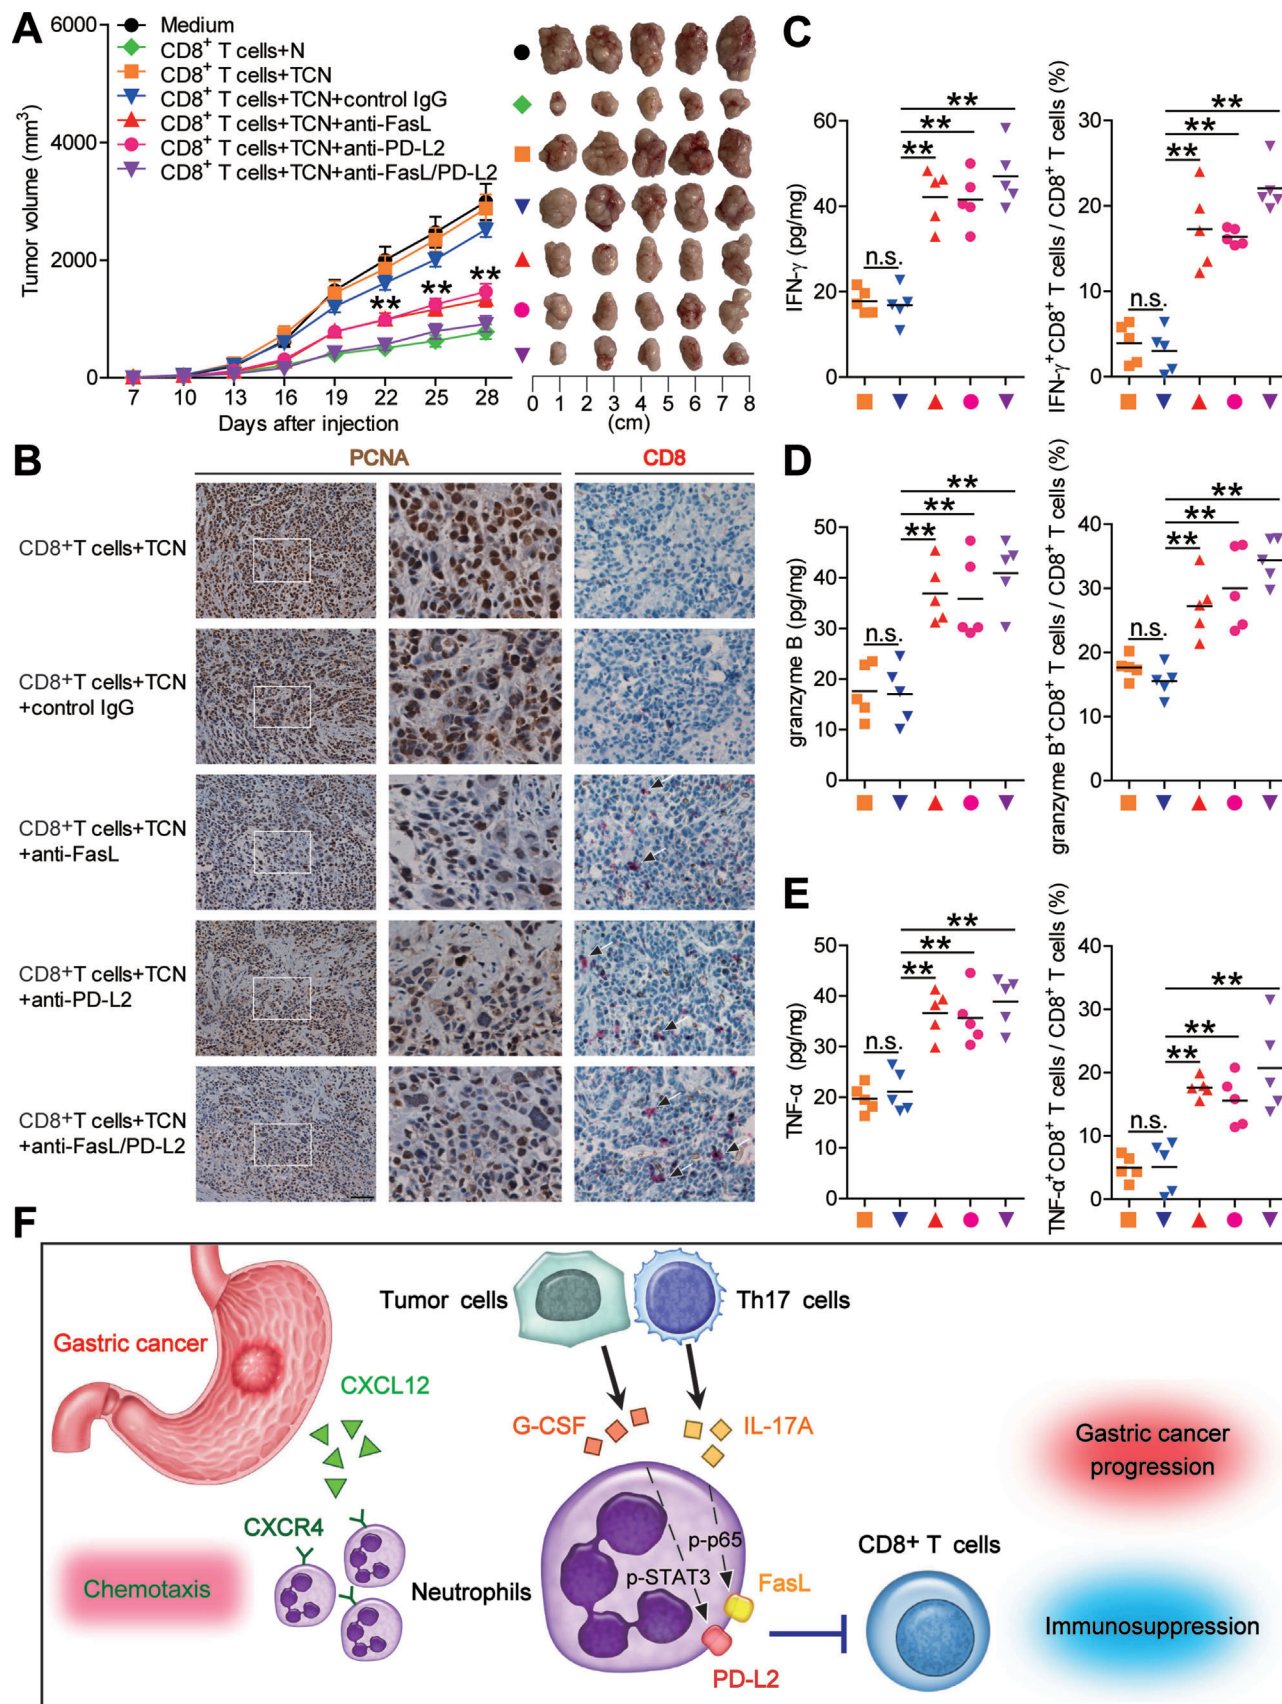 A
6000
4000
2000
0
Tumor volume (mm³)
Medium
CD8⁺ T cells+N
CD8⁺ T cells+TCN
CD8⁺ T cells+TCN+control IgG
CD8⁺ T cells+TCN+anti-FasL
CD8⁺ T cells+TCN+anti-PD-L2
CD8⁺ T cells+TCN+anti-FasL/PD-L2
** ** **
7 10 13 16 19 22 25 28
Days after injection
0 1 2 3 4 5 6 7 8
(cm)
B
PCNA CD8
CD8⁺T cells+TCN
CD8⁺T cells+TCN
+control IgG
CD8⁺T cells+TCN
+anti-FasL
CD8⁺T cells+TCN
+anti-PD-L2
CD8⁺T cells+TCN
+anti-FasL/PD-L2
C
IFN-γ (pg/mg)
60
40
20
0
n.s.
**
**
**
IFN-γ⁺CD8⁺T cells / CD8⁺ T cells (%)
30
20
10
0
n.s.
**
**
**
D
granzyme B (pg/mg)
50
40
30
20
10
0
n.s.
**
**
**
granzyme B⁺CD8⁺ T cells / CD8⁺ T cells (%)
40
30
20
10
0
n.s.
**
**
**
E
TNF-α (pg/mg)
50
40
30
20
10
0
n.s.
**
**
**
TNF-α⁺CD8⁺ T cells / CD8⁺ T cells (%)
40
30
20
10
0
n.s.
**
**
**
F
Gastric cancer
CXCL12
CXCR4
Chemotaxis
Neutrophils
Tumor cells
Th17 cells
G-CSF
IL-17A
p-p65
p-STAT3
FasL
PD-L2
CD8+ T cells
Gastric cancer
progression
Immunosuppression